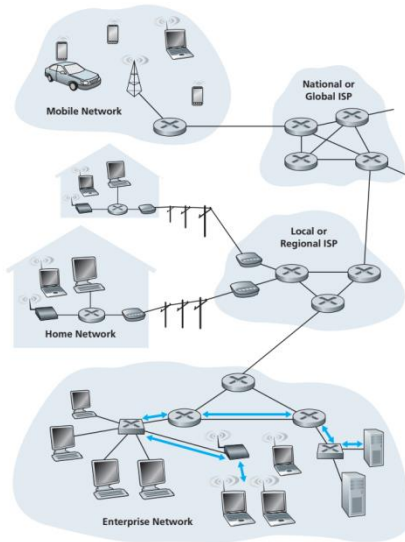 Mobile Network
National or
Global ISP
Local or
Regional ISP
Home Network
Enterprise Network